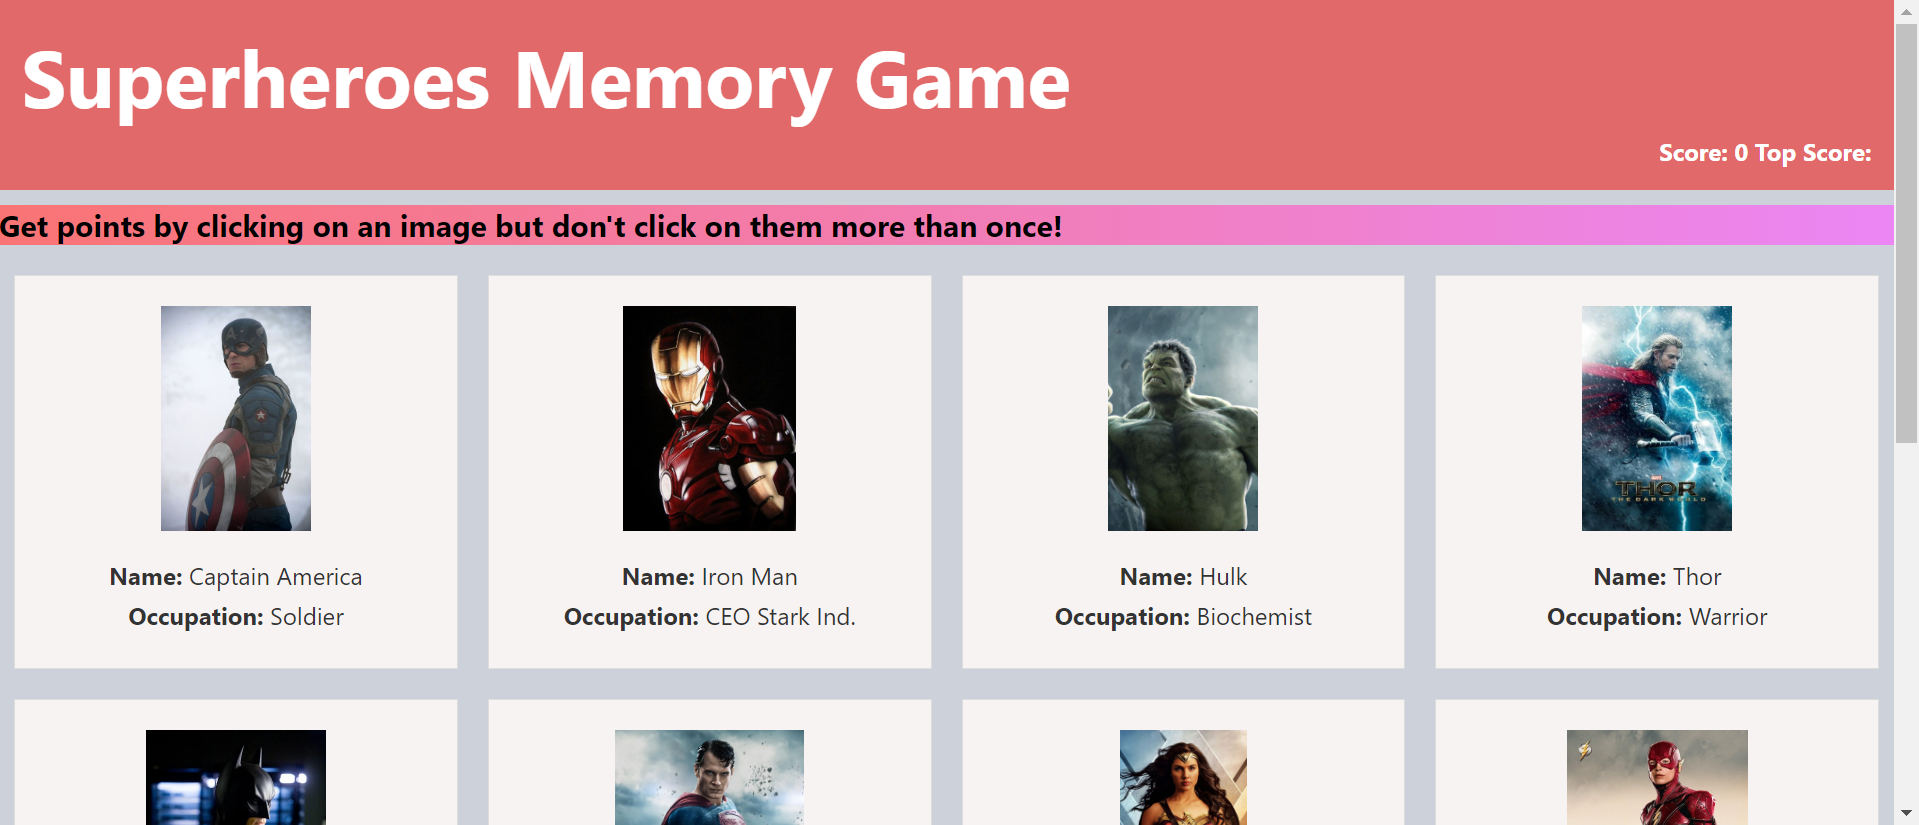 Superheroes Memory Game
Score: 0 Top Score:
Get points by clicking on an image but don't click on them more than once!
Name: Captain America
Occupation: Soldier
Name: Iron Man
Occupation: CEO Stark Ind.
Name: Hulk
Occupation: Biochemist
MARVEL
THOR
THE DARK WORLD
Name: Thor
Occupation: Warrior